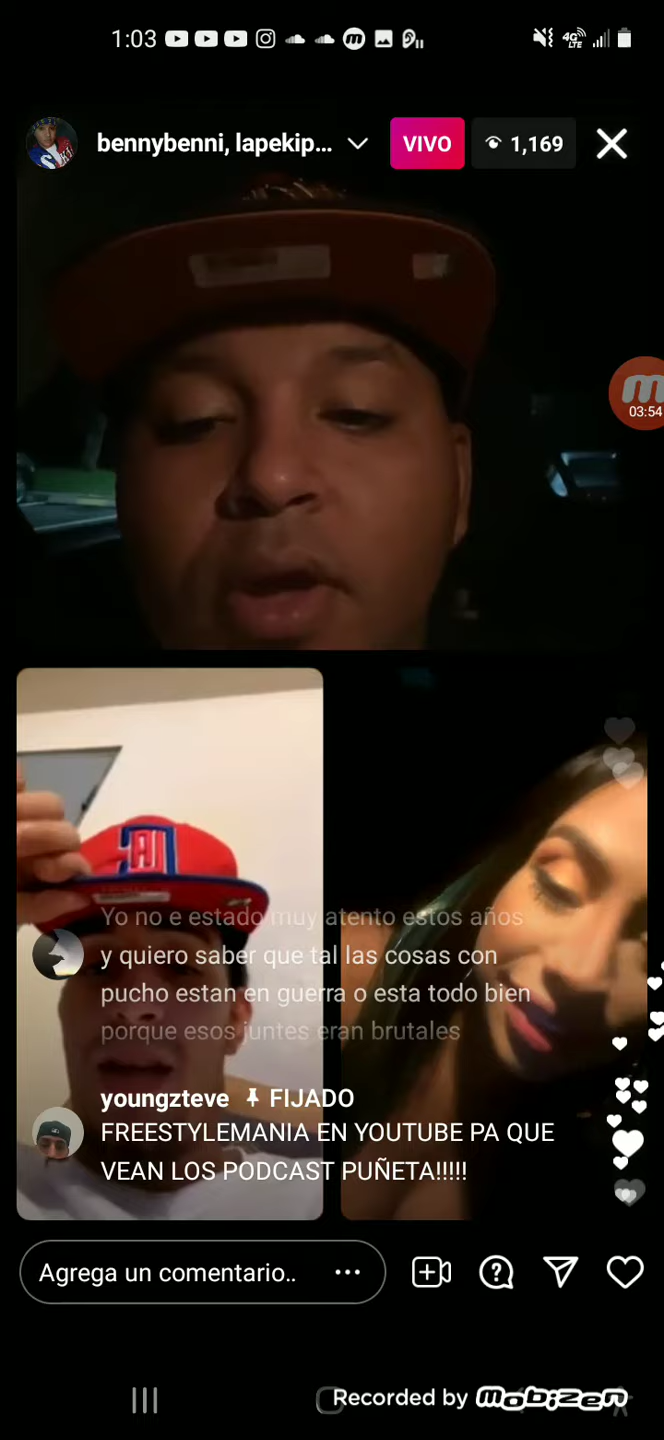 1:03
4G LTE
bennybenni, lapekip...
VIVO
1,169
03:54
Yo no e estado muy atento estos años
y quiero saber que tal las cosas con
pucho estan en guerra o esta todo bien
porque esos juntes eran brutales
youngzteve FIJADO
FREESTYLEMANIA EN YOUTUBE PA QUE
VEAN LOS PODCAST PUÑETA!!!!!
Agrega un comentario..
Recorded by mobizen